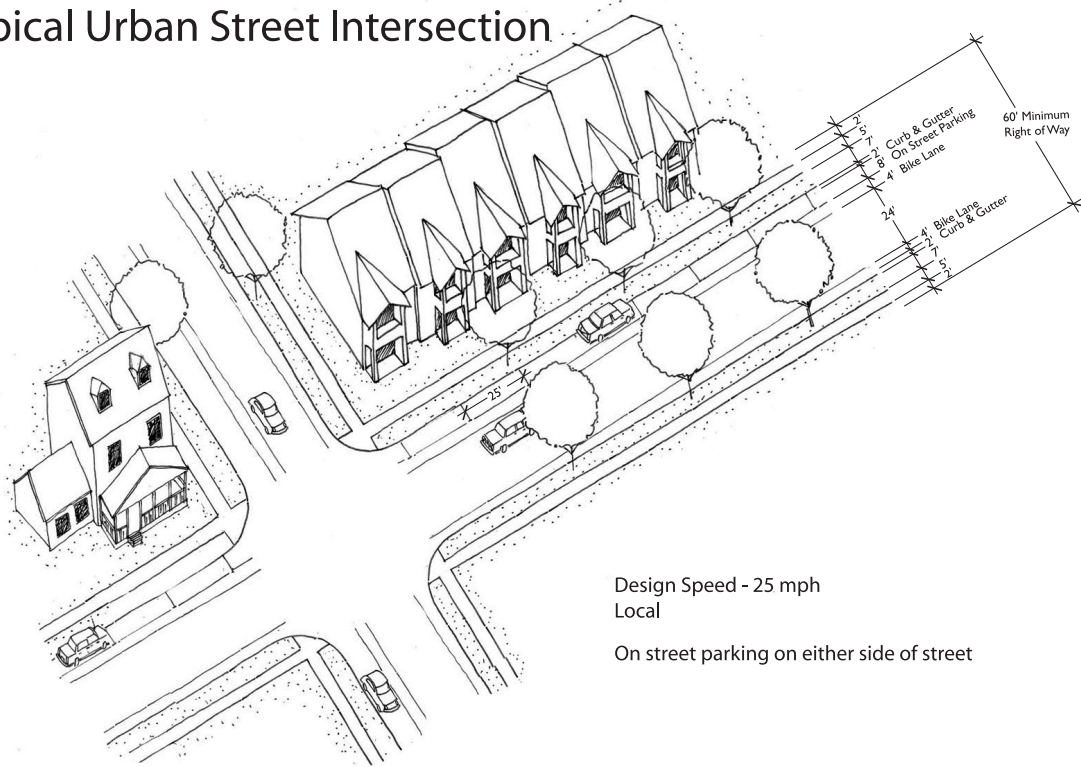 pical Urban Street Intersection
2'
5'
7'
2' Curb & Gutter
8' On Street Parking
4' Bike Lane
24'
4' Bike Lane
2' Curb & Gutter
7'
5'
2'
60' Minimum
Right of Way
25'
Design Speed - 25 mph
Local
On street parking on either side of street